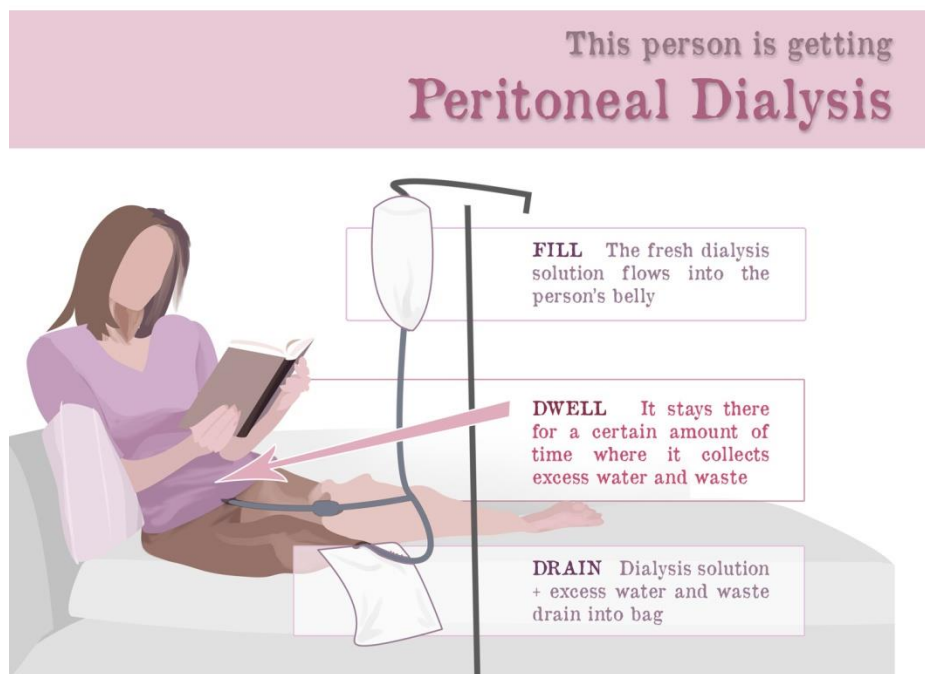 This person is getting
Peritoneal Dialysis
FILL The fresh dialysis
solution flows into the
person's belly
DWELL It stays there
for a certain amount of
time where it collects
excess water and waste
DRAIN Dialysis solution
+ excess water and waste
drain into bag